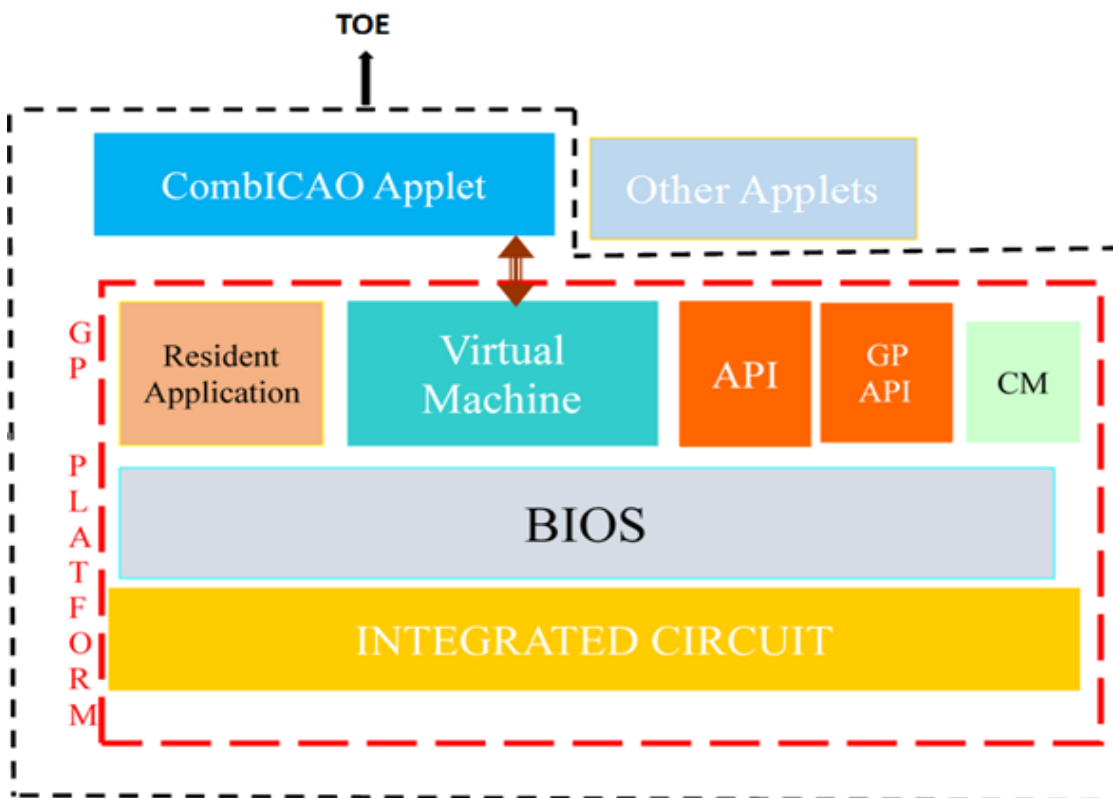 TOE
CombICAO Applet
Other Applets
GP PLATFORM
Resident
Application
Virtual
Machine
API
GP
API
CM
BIOS
INTEGRATED CIRCUIT